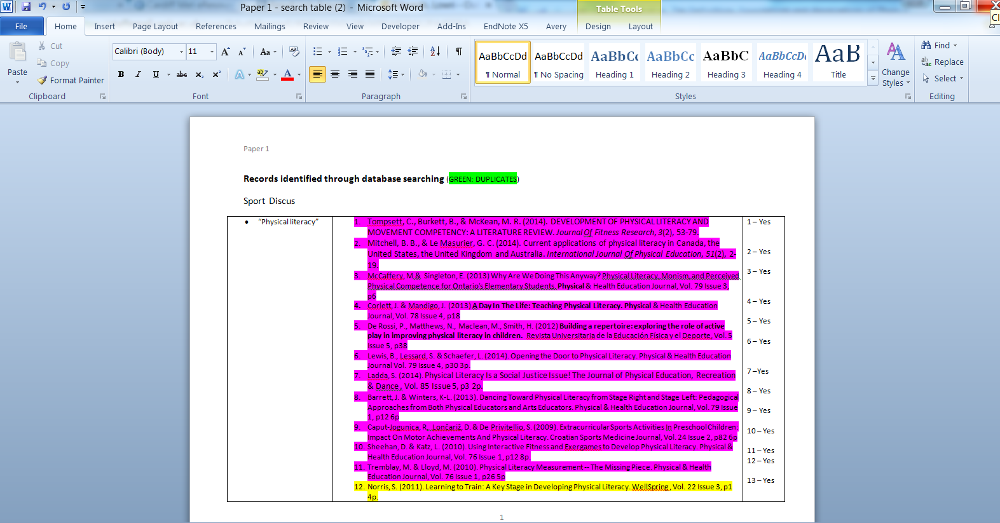 Paper 1 - search table (2) - Microsoft Word
Table Tools
Cl
File Home Insert Page Layout References Mailings Review View Developer Add-Ins EndNote X5 Avery Design Layout
Paste
Cut
Copy
Format Painter
Clipboard
Calibri (Body) 11
Font
Paragraph
AaBbCcDd AaBbCcDd AaBbCc AaBbCc AaBbC AaBbCcDd AaB
¶ Normal ¶ No Spacing Heading 1 Heading 2 Heading 3 Heading 4 Title
Change
Styles
Styles
Find
Replace
Select
Editing
Paper 1
Records identified through database searching (GREEN: DUPLICATES)
Sport Discus
• "Physical literacy"
1. Tompsett, C., Burkett, B., & McKean, M. R. (2014). DEVELOPMENT OF PHYSICAL LITERACY AND
MOVEMENT COMPETENCY: A LITERATURE REVIEW. Journal Of Fitness Research, 3(2), 53-79.
2. Mitchell, B. B., & Le Masurier, G. C. (2014). Current applications of physical literacy in Canada, the
United States, the United Kingdom and Australia. International Journal Of Physical Education, 51(2), 2-
19.
3. McCaffery, M,& Singleton, E. (2013) Why Are We Doing This Anyway? Physical Literacy, Monism, and Perceived
Physical Competence for Ontario's Elementary Students. Physical & Health Education Journal, Vol. 79 Issue 3,
p6
4. Corlett, J. & Mandigo, J. (2013) A Day In The Life: Teaching Physical Literacy. Physical & Health Education
Journal, Vol. 78 Issue 4, p18
5. De Rossi, P., Matthews, N., Maclean, M., Smith, H. (2012) Building a repertoire: exploring the role of active
play in improving physical literacy in children. Revista Universitaria de la Educación Física y el Deporte, Vol. 5
Issue 5, p38
6. Lewis, B., Lessard, S. & Schaefer, L. (2014). Opening the Door to Physical Literacy. Physical & Health Education
Journal Vol. 79 Issue 4, p30 3p.
7. Ladda, S. (2014). Physical Literacy Is a Social Justice Issue! The Journal of Physical Education, Recreation
& Dance , Vol. 85 Issue 5, p3 2p.
8. Barrett, J. & Winters, K-L. (2013). Dancing Toward Physical Literacy from Stage Right and Stage Left: Pedagogical
Approaches from Both Physical Educators and Arts Educators. Physical & Health Education Journal, Vol. 79 Issue
1, p12 6p
9. Caput-Jogunica, R., Lončariž, D. & De Privitellio, S. (2009). Extracurricular Sports Activities In Preschool Children:
Impact On Motor Achievements And Physical Literacy. Croatian Sports Medicine Journal, Vol. 24 Issue 2, p82 6p
10. Sheehan, D. & Katz, L. (2010). Using Interactive Fitness and Exergames to Develop Physical Literacy. Physical &
Health Education Journal, Vol. 76 Issue 1, p12 8p.
11. Tremblay, M. & Lloyd, M. (2010). Physical Literacy Measurement -- The Missing Piece. Physical & Health
Education Journal, Vol. 76 Issue 1, p26 5p
12. Norris, S. (2011). Learning to Train: A Key Stage in Developing Physical Literacy. WellSpring , Vol. 22 Issue 3, p1
4p.
1 – Yes
2 – Yes
3 – Yes
4 – Yes
5 – Yes
6 – Yes
7 –Yes
8 – Yes
9 – Yes
10 – Yes
11 – Yes
12 – Yes
13 – Yes
1